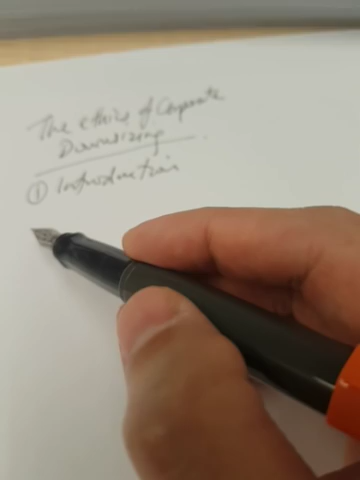 The ethics of Corporate
Downsizing
① Introduction